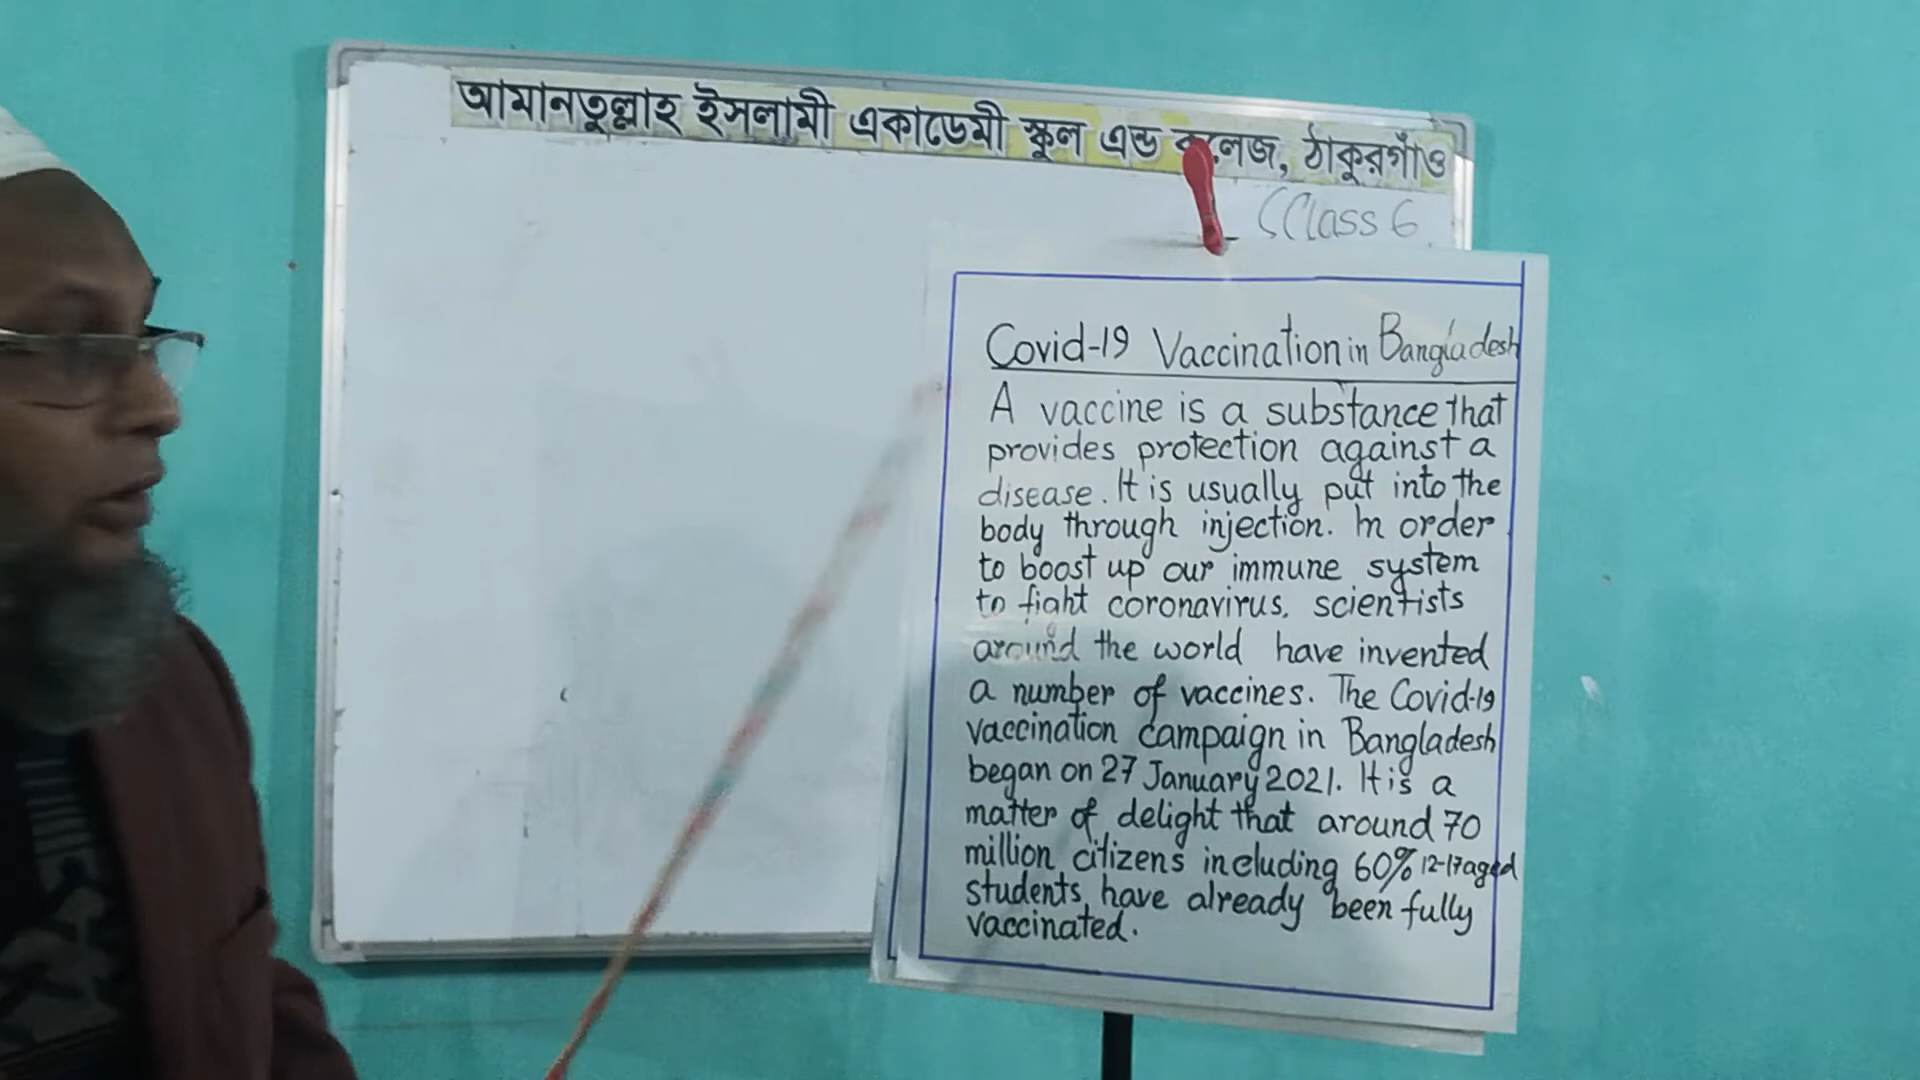 আমানতুল্লাহ ইসলামী একাডেমী স্কুল এন্ড কলেজ, ঠাকুরগাঁও
(Class 6
Covid-19 Vaccination in Bangladesh
A vaccine is a substance that
provides protection against a
disease. It is usually put into the
body through injection. In order
to boost up our immune system
to fight coronavirus, scientists
around the world have invented
a number of vaccines. The Covid-19
vaccination campaign in Bangladesh
began on 27 January 2021. It is a
matter of delight that around 70
million citizens including 60% 12-17 aged
students, have already been fully
vaccinated.